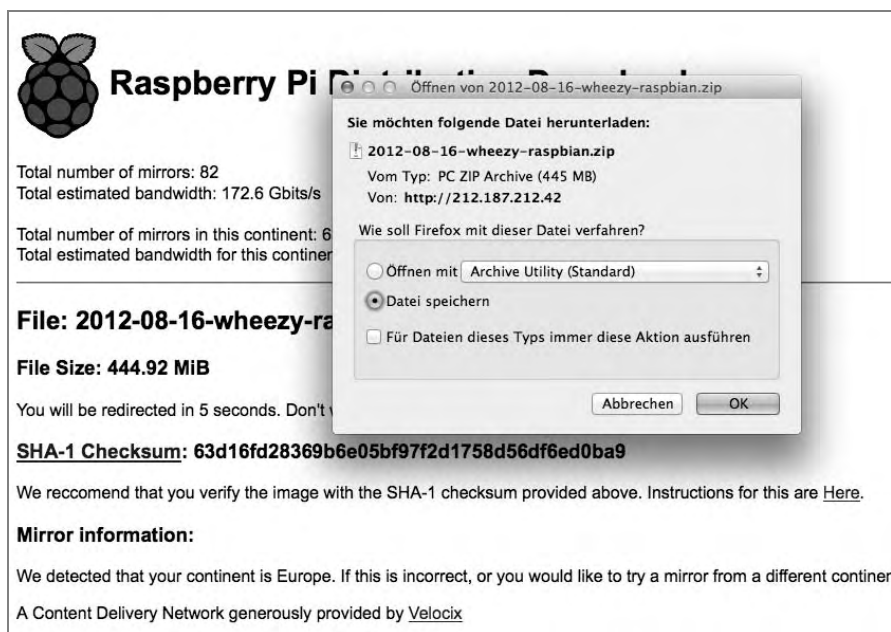 Raspberry Pi
Öffnen von 2012-08-16-wheezy-raspbian.zip
Sie möchten folgende Datei herunterladen:
2012-08-16-wheezy-raspbian.zip
Vom Typ: PC ZIP Archive (445 MB)
Von: http://212.187.212.42
Wie soll Firefox mit dieser Datei verfahren?
Öffnen mit Archive Utility (Standard)
Datei speichern
Für Dateien dieses Typs immer diese Aktion ausführen
Abbrechen OK
Total number of mirrors: 82
Total estimated bandwidth: 172.6 Gbits/s
Total number of mirrors in this continent: 6
Total estimated bandwidth for this
File: 2012-08-16-wheezy-ra
File Size: 444.92 MiB
You will be redirected in 5 seconds. Don't
SHA-1 Checksum: 63d16fd28369b6e05bf97f2d1758d56df6ed0ba9
We reccomend that you verify the image with the SHA-1 checksum provided above. Instructions for this are Here.
Mirror information:
We detected that your continent is Europe. If this is incorrect, or you would like to try a mirror from a different continen
A Content Delivery Network generously provided by Velocix